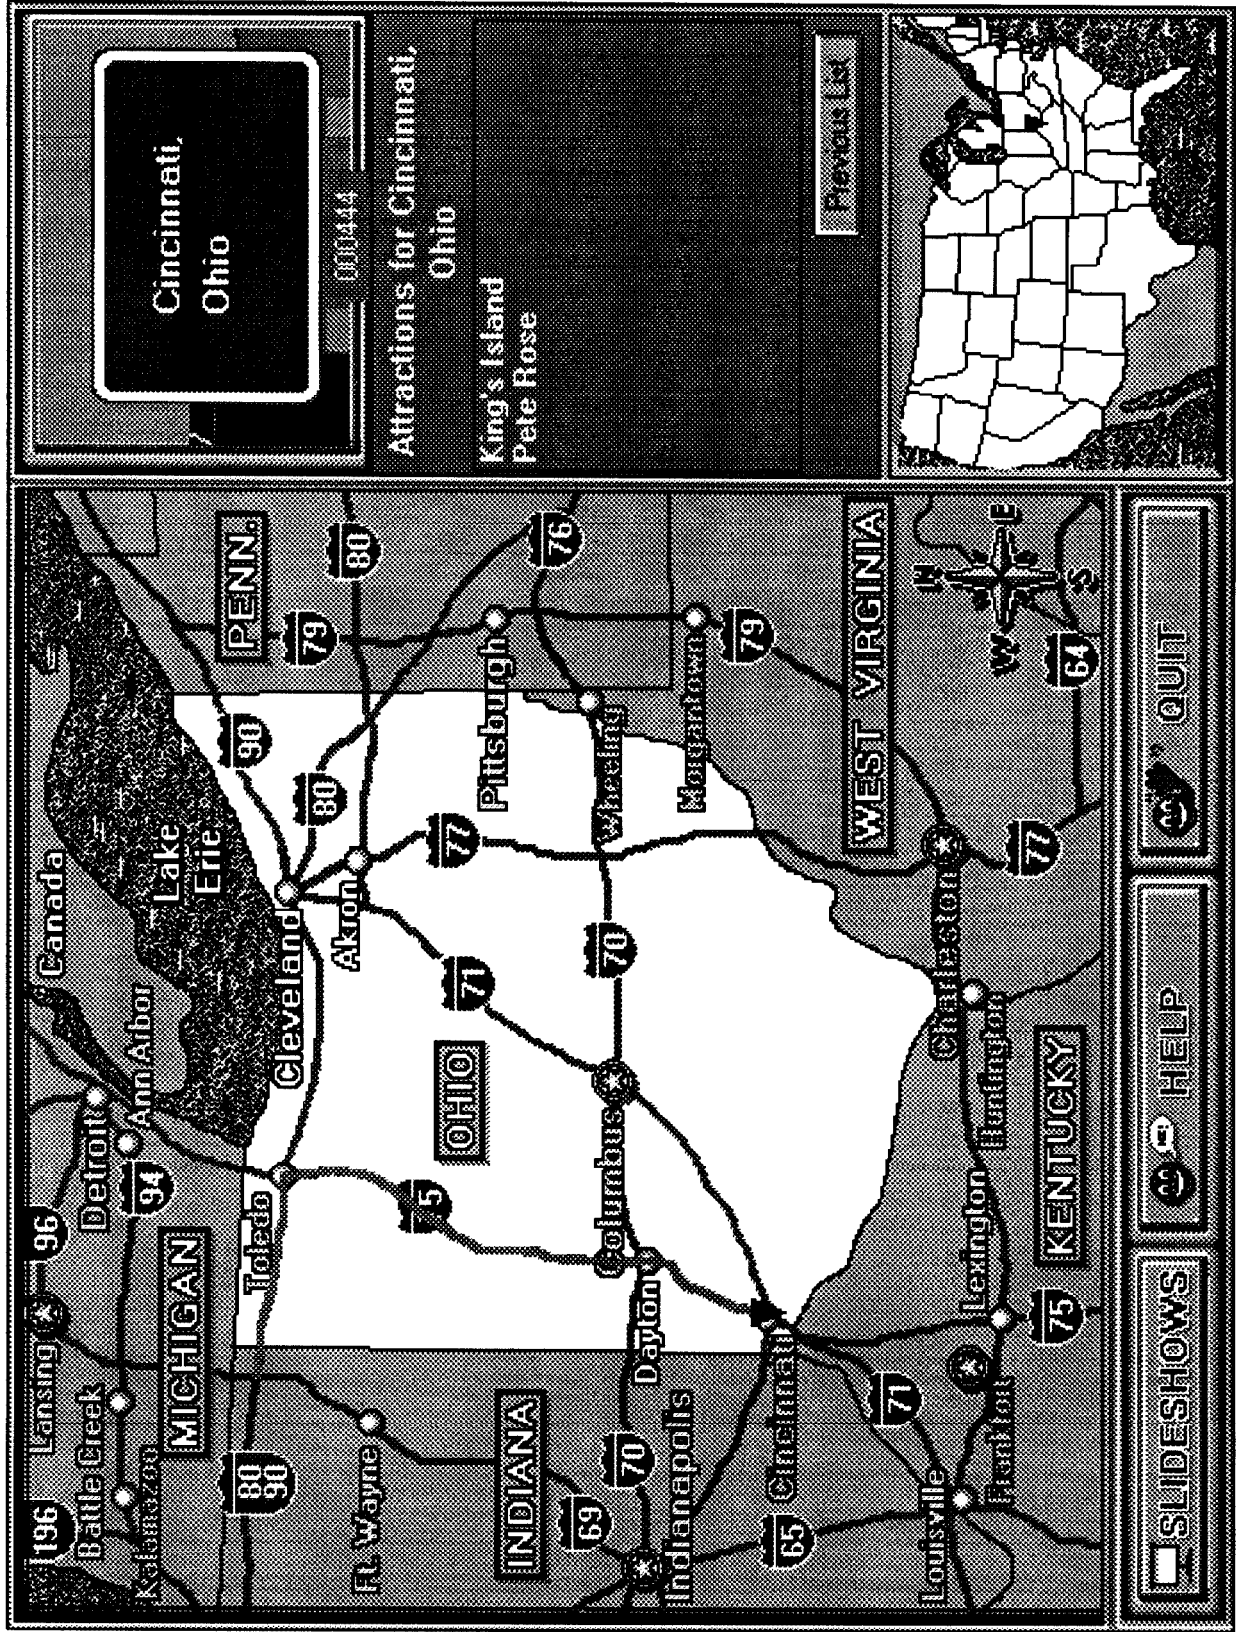 Canada
Lake
Erie
196
Lansing
96
Battle Creek
Kalamazoo
Detroit
Ann Arbor
94
MICHIGAN
90
PENN.
79
80
80
90
Toledo
Cleveland
80
Akron
77
Ft. Wayne
71
OHIO
Pittsburgh
76
INDIANA
69
70
Columbus
70
Wheeling
Indianapolis
Dayton
Morgantown
79
65
Cincinnati
WEST VIRGINIA
71
Louisville
Lexington
Charleston
Frankfort
Huntington
75
KENTUCKY
77
64
N
W
E
S
SLIDESHOWS
HELP
QUIT
Cincinnati,
Ohio
000444
Attractions for Cincinnati,
Ohio
King's Island
Pete Rose
Previous List